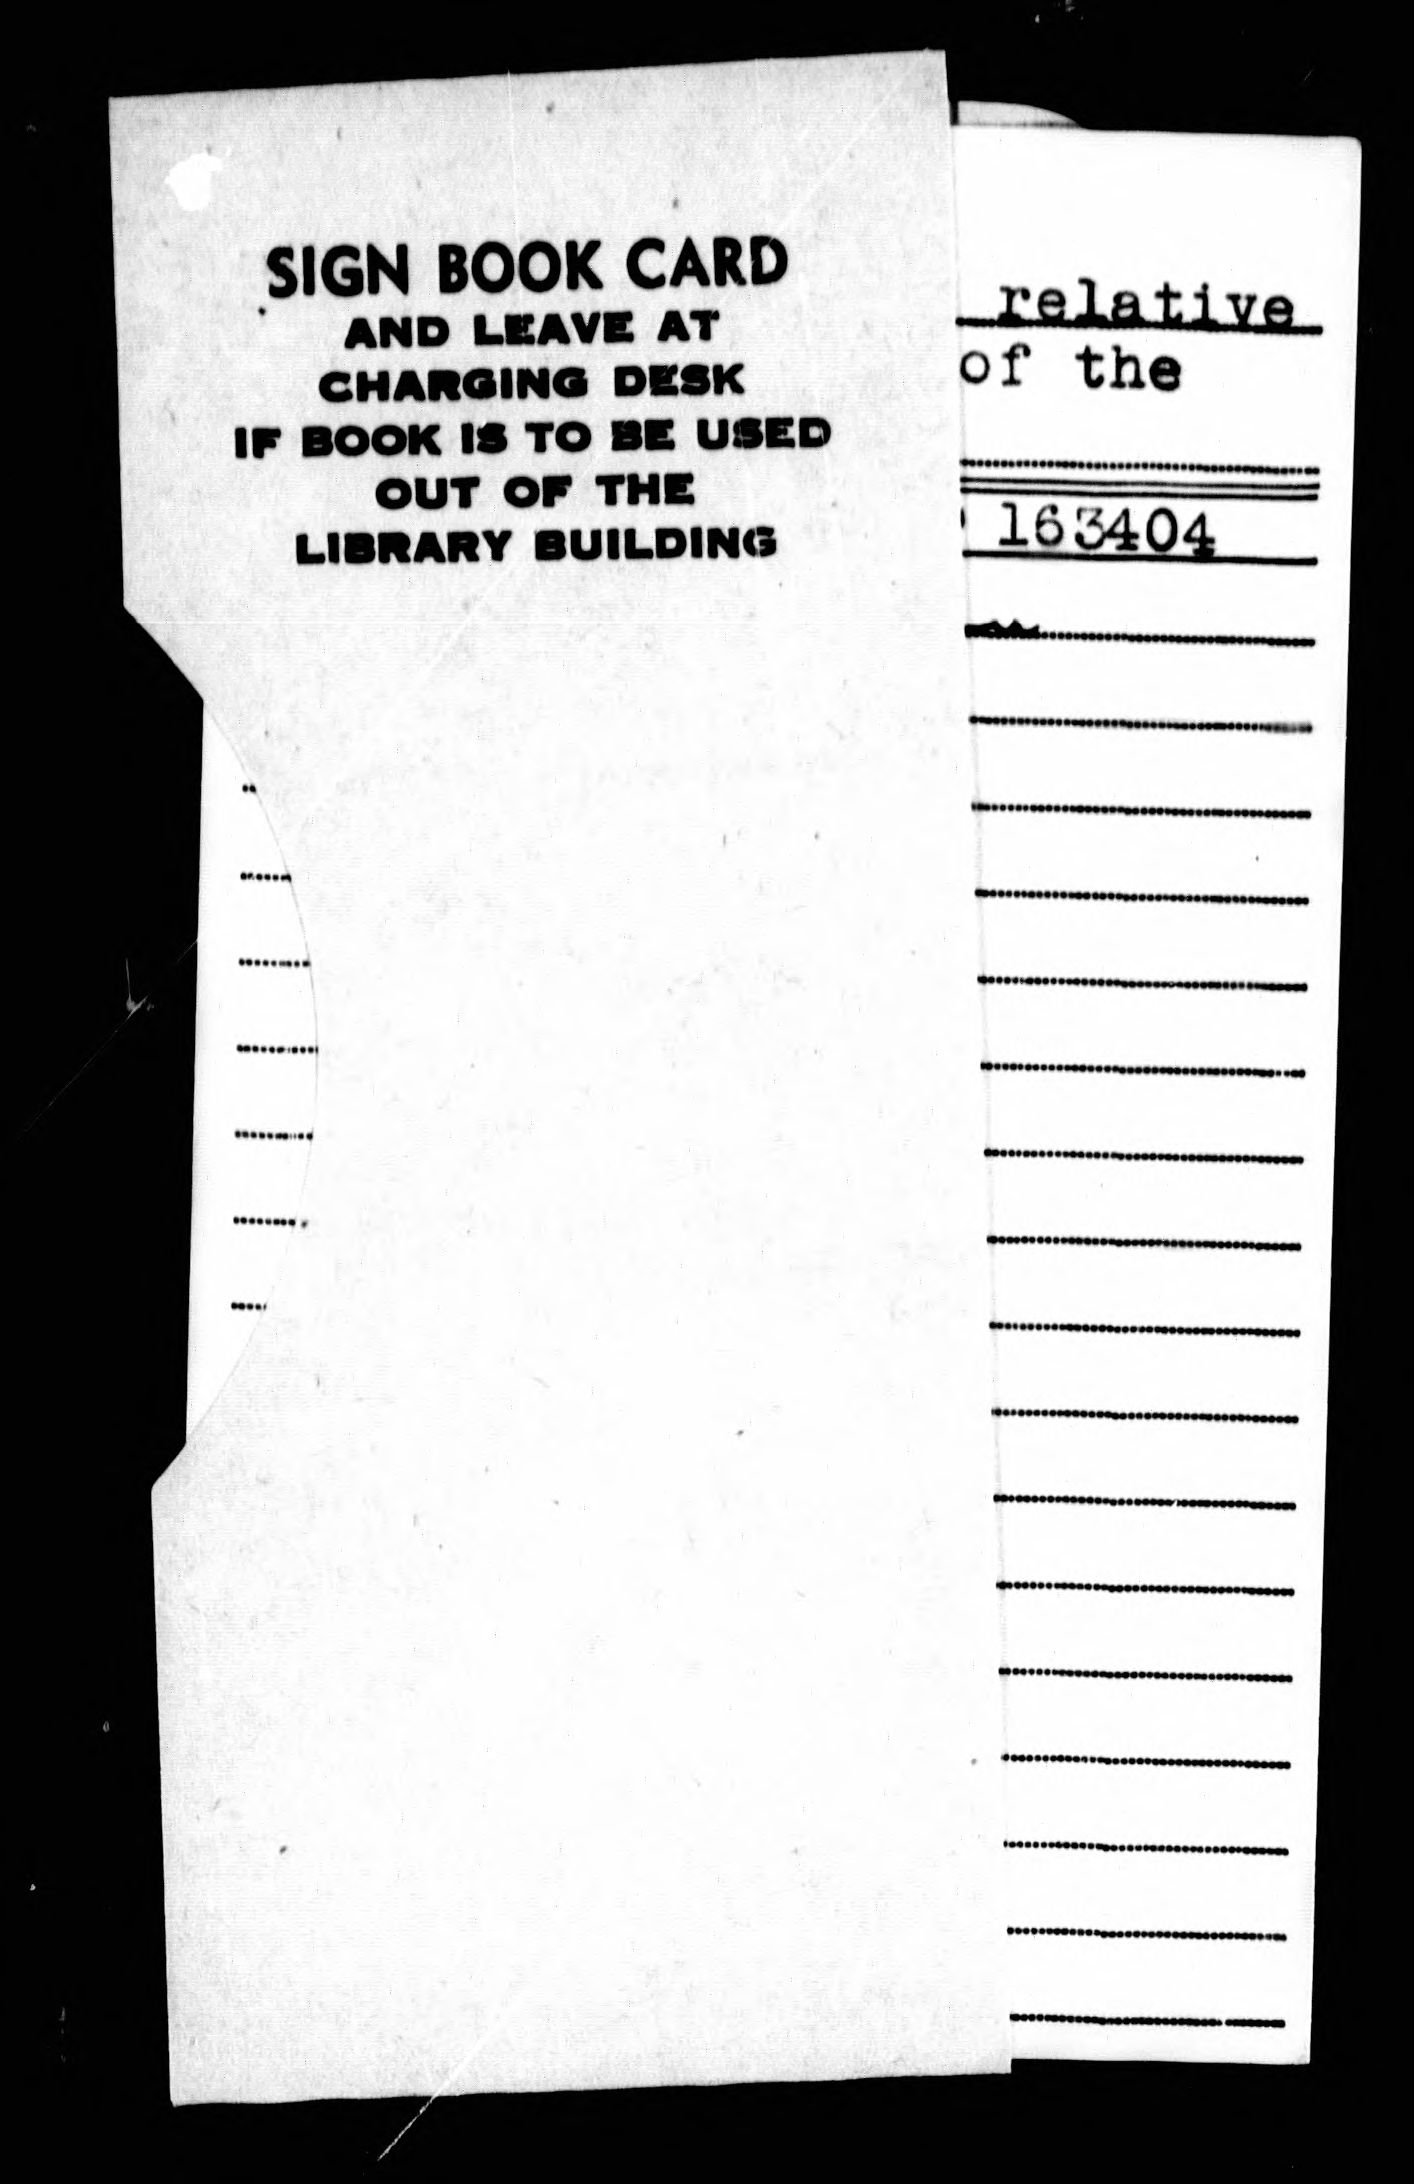 SIGN BOOK CARD
AND LEAVE AT
CHARGING DESK
IF BOOK IS TO BE USED
OUT OF THE
LIBRARY BUILDING
relative
of the
163404